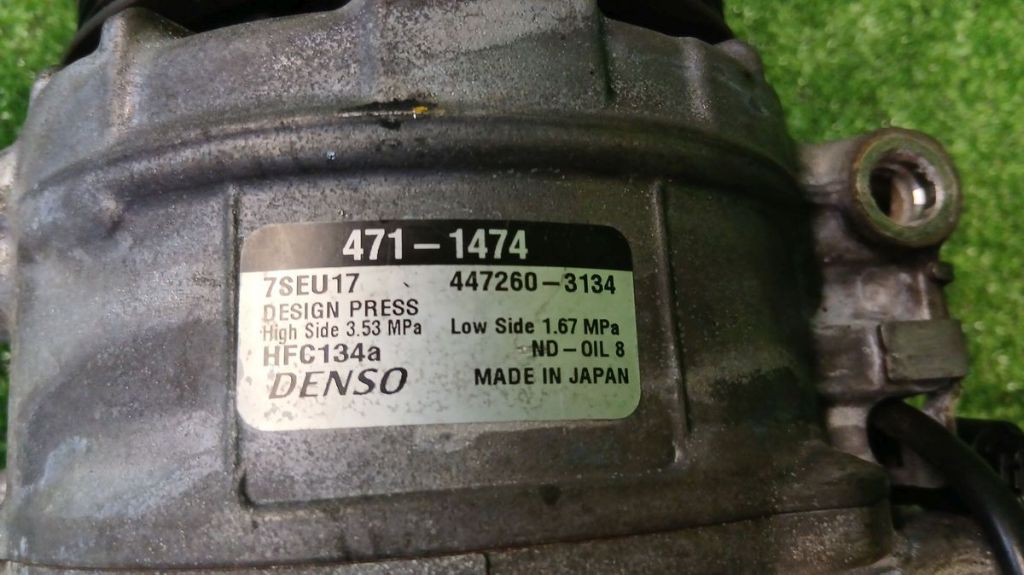 471-1474
7SEU17 447260-3134
DESIGN PRESS
High Side 3.53 MPa Low Side 1.67 MPa
HFC134a ND-OIL 8
DENSO MADE IN JAPAN